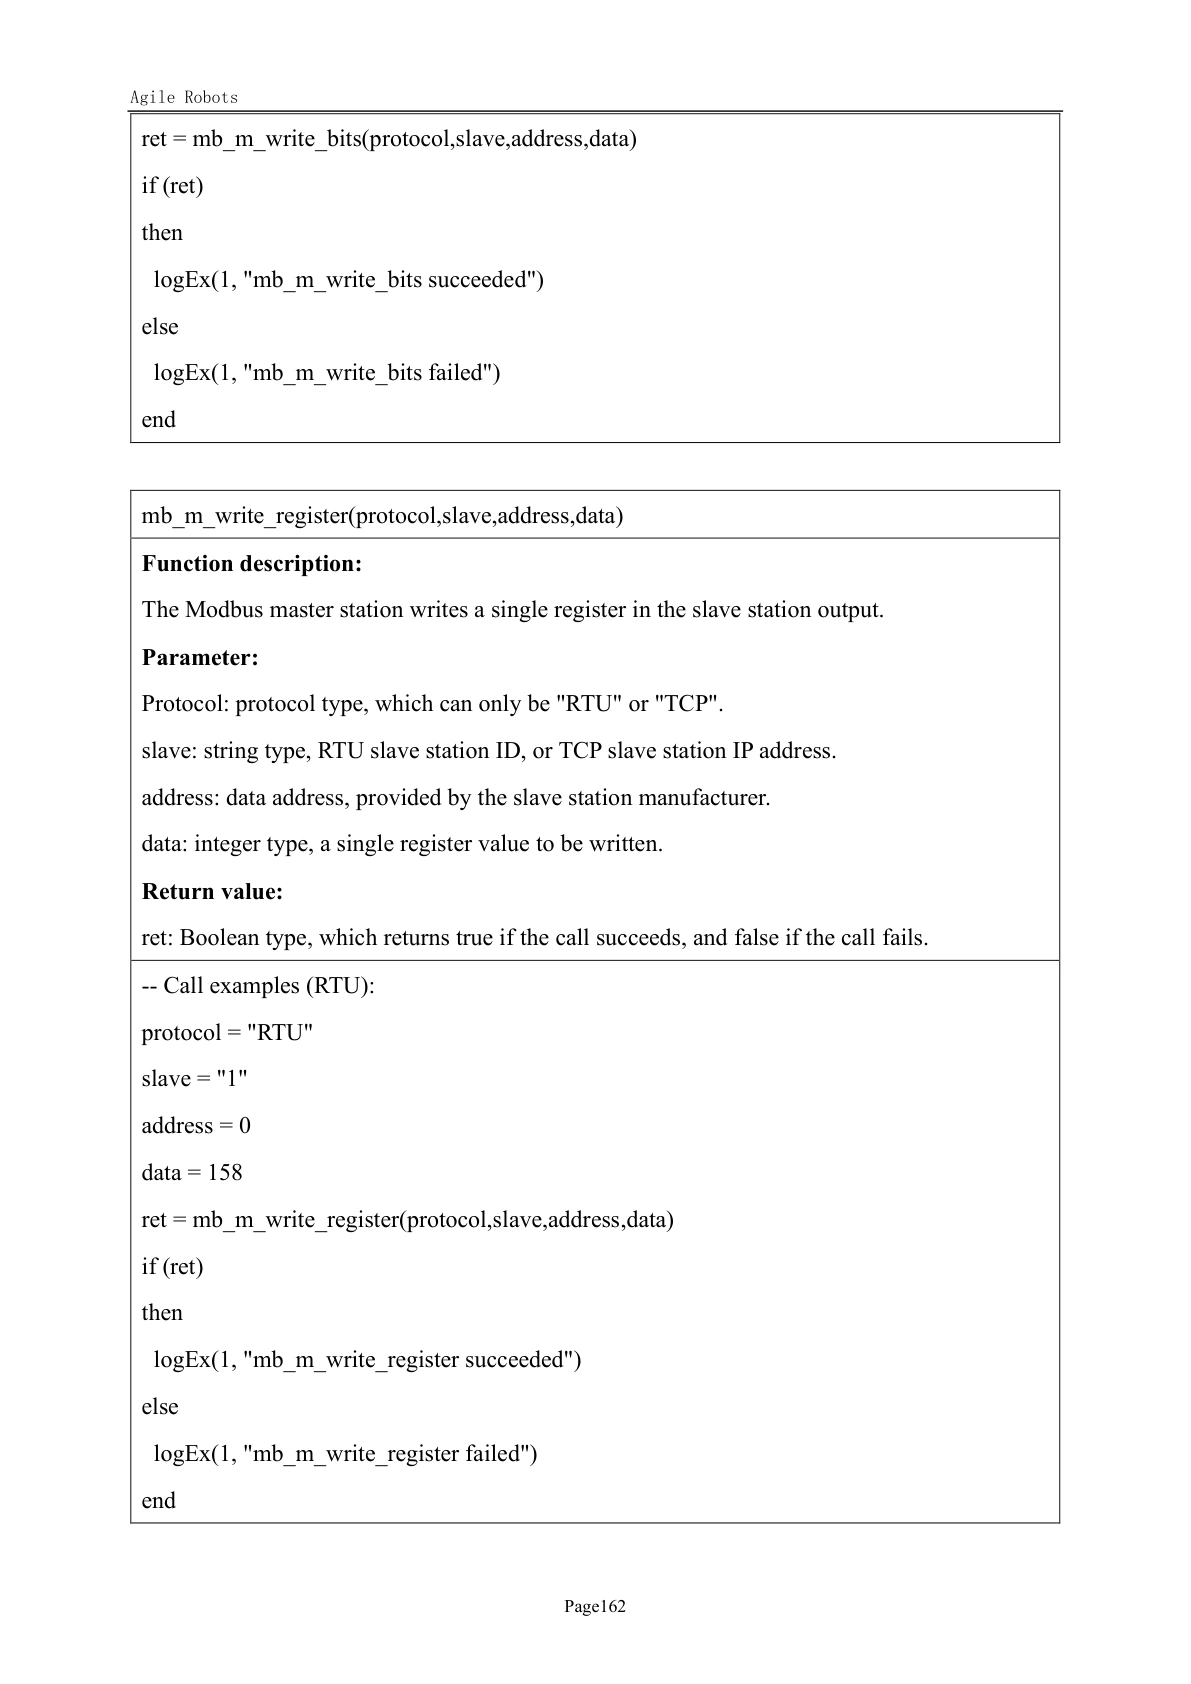 Agile Robots
ret = mb_m_write_bits(protocol,slave,address,data)
if (ret)
then
  logEx(1, "mb_m_write_bits succeeded")
else
  logEx(1, "mb_m_write_bits failed")
end
mb_m_write_register(protocol,slave,address,data)
Function description:
The Modbus master station writes a single register in the slave station output.
Parameter:
Protocol: protocol type, which can only be "RTU" or "TCP".
slave: string type, RTU slave station ID, or TCP slave station IP address.
address: data address, provided by the slave station manufacturer.
data: integer type, a single register value to be written.
Return value:
ret: Boolean type, which returns true if the call succeeds, and false if the call fails.
-- Call examples (RTU):
protocol = "RTU"
slave = "1"
address = 0
data = 158
ret = mb_m_write_register(protocol,slave,address,data)
if (ret)
then
  logEx(1, "mb_m_write_register succeeded")
else
  logEx(1, "mb_m_write_register failed")
end
Page162